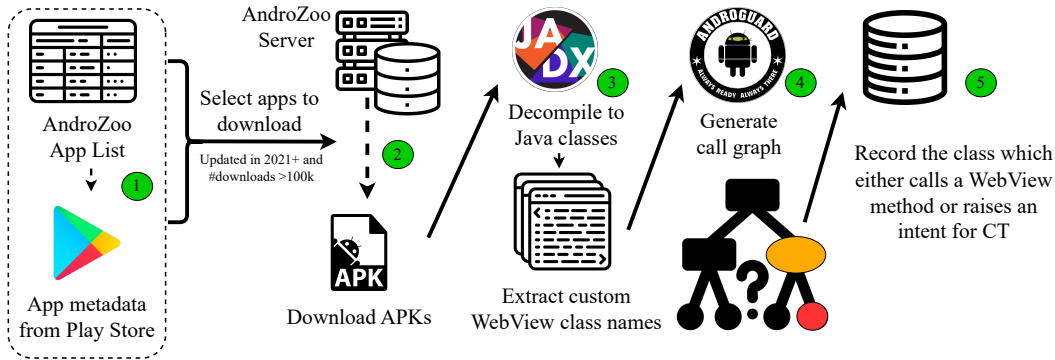 AndroZoo
App List
1
App metadata
from Play Store
Select apps to
download
Updated in 2021+ and
#downloads >100k
AndroZoo
Server
2
APK
Download APKs
JA
DX
3
Decompile to
Java classes
Extract custom
WebView class names
ANDROGUARD
ALWAYS READY ALWAYS THERE
4
Generate
call graph
?
5
Record the class which
either calls a WebView
method or raises an
intent for CT